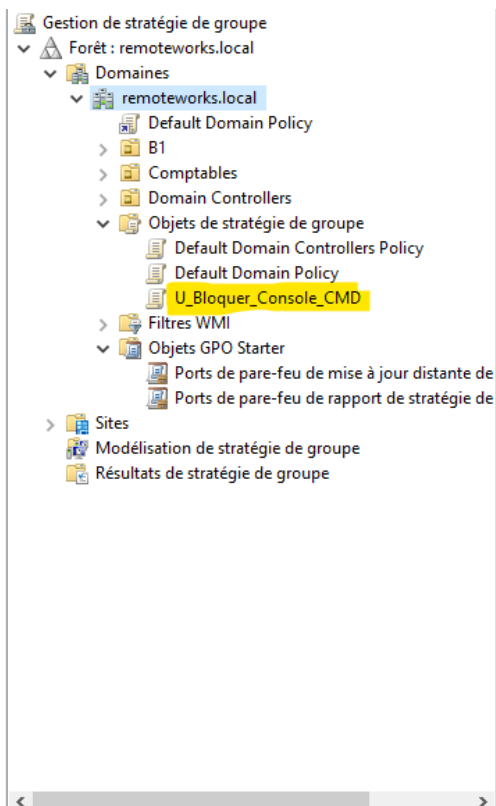 Gestion de stratégie de groupe
Forêt : remoteworks.local
Domaines
remoteworks.local
Default Domain Policy
B1
Comptables
Domain Controllers
Objets de stratégie de groupe
Default Domain Controllers Policy
Default Domain Policy
U_Bloquer_Console_CMD
Filtres WMI
Objets GPO Starter
Ports de pare-feu de mise à jour distante de
Ports de pare-feu de rapport de stratégie de
Sites
Modélisation de stratégie de groupe
Résultats de stratégie de groupe